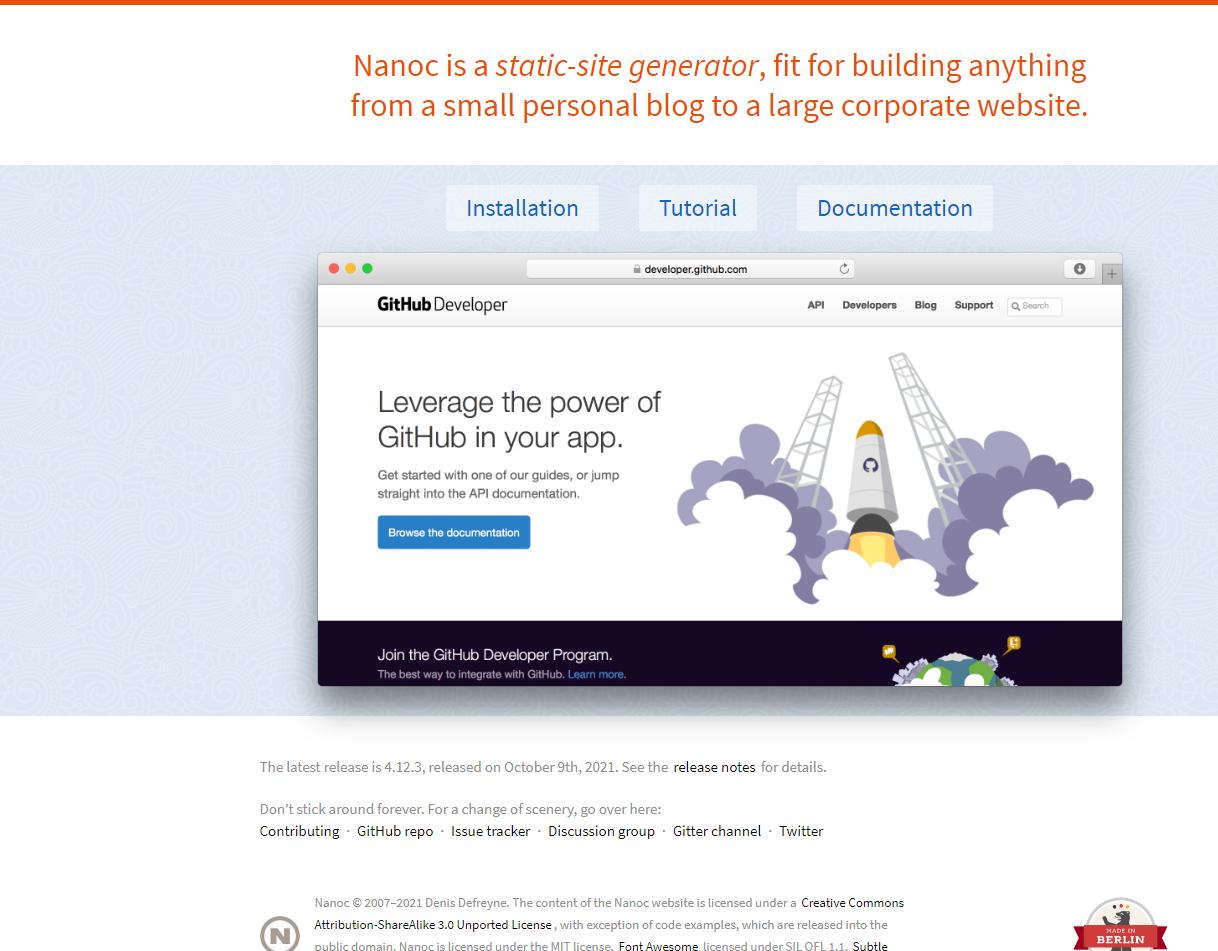 Nanoc is a static-site generator, fit for building anything
from a small personal blog to a large corporate website.
Installation
Tutorial
Documentation
developer.github.com
GitHub Developer
API
Developers
Blog
Support
Search
Leverage the power of
GitHub in your app.
Get started with one of our guides, or jump
straight into the API documentation.
Browse the documentation
Join the GitHub Developer Program.
The best way to integrate with GitHub. Learn more.
The latest release is 4.12.3, released on October 9th, 2021. See the release notes for details.
Don’t stick around forever. For a change of scenery, go over here:
Contributing · GitHub repo · Issue tracker · Discussion group · Gitter channel · Twitter
Nanoc © 2007–2021 Denis Defreyne. The content of the Nanoc website is licensed under a Creative Commons
Attribution-ShareAlike 3.0 Unported License, with exception of code examples, which are released into the
public domain. Nanoc is licensed under the MIT license. Font Awesome licensed under SIL OFL 1.1. Subtle
N
MADE IN
BERLIN